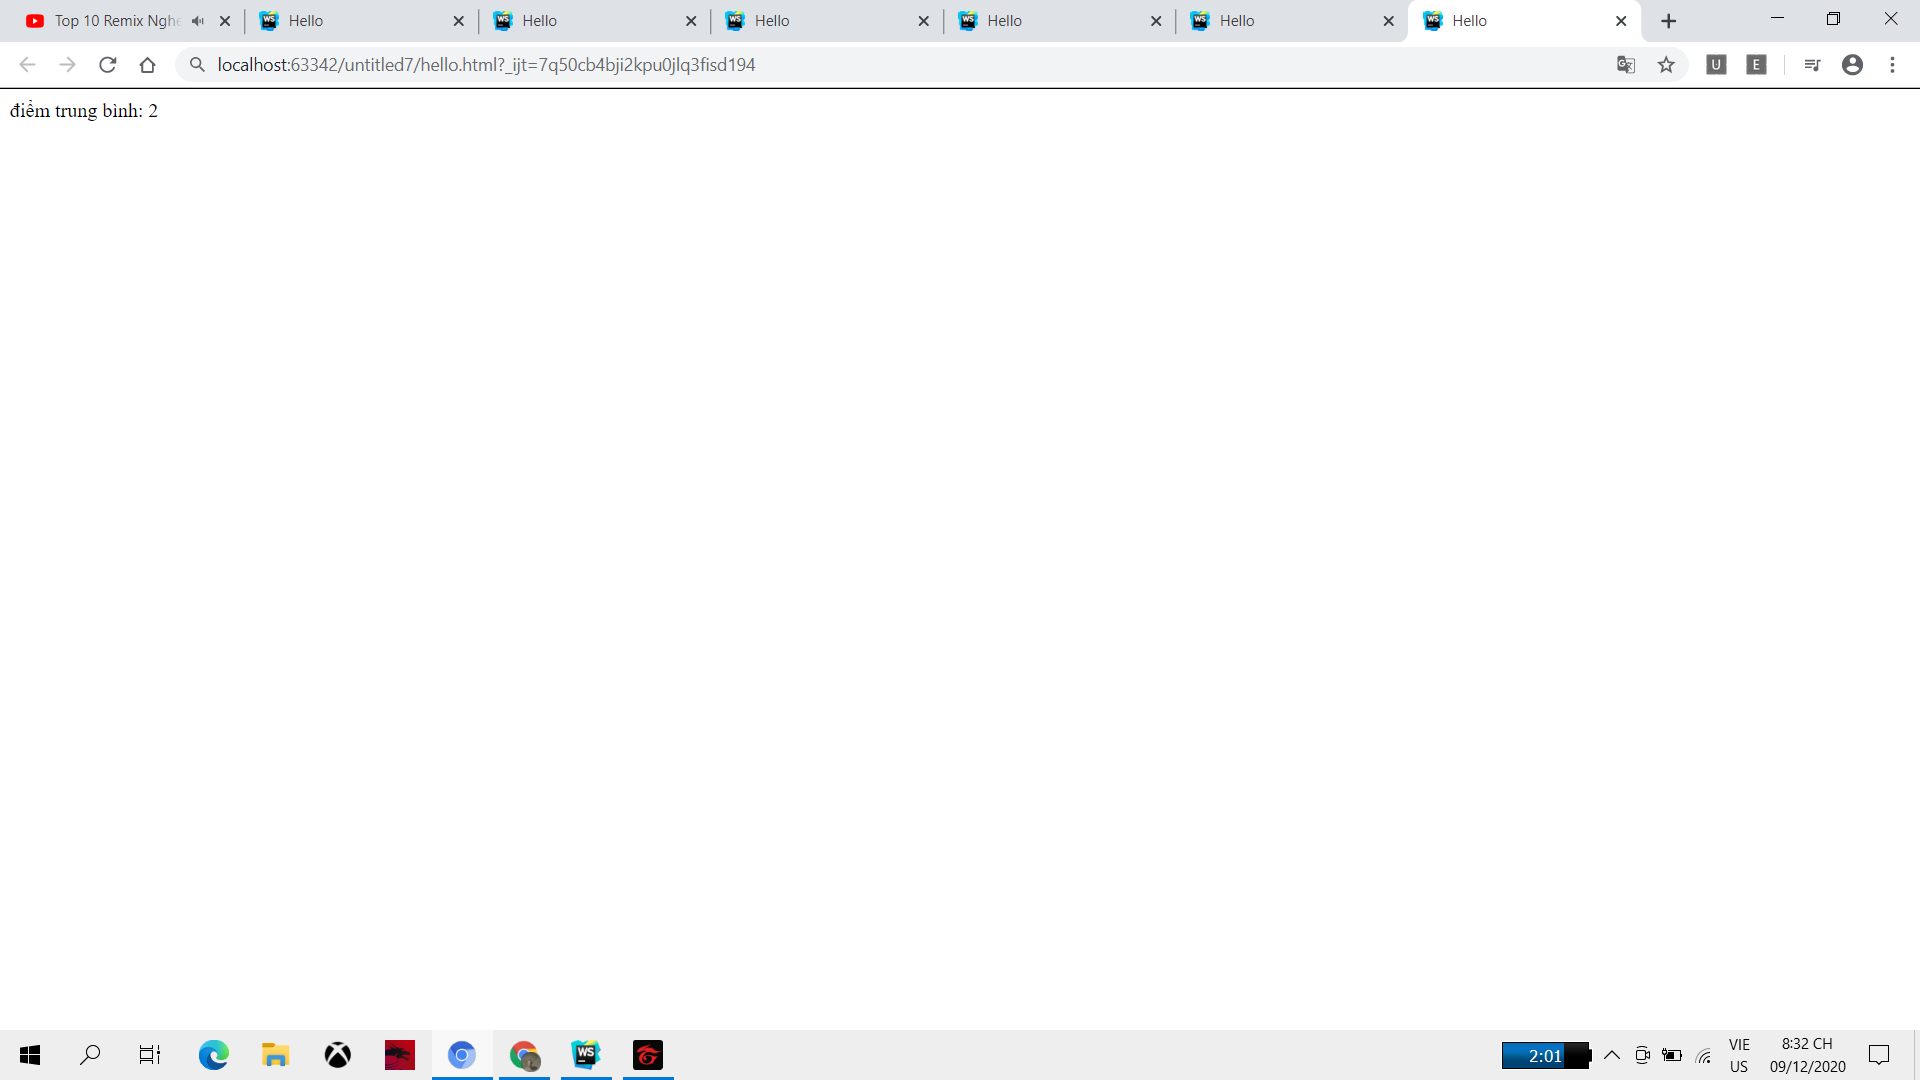 Top 10 Remix Nghe
Hello
Hello
Hello
Hello
Hello
Hello
localhost:63342/untitled7/hello.html?_ijt=7q50cb4bji2kpu0jlq3fisd194
U
E
điểm trung bình: 2
WS
2:01
VIE
US
8:32 CH
09/12/2020